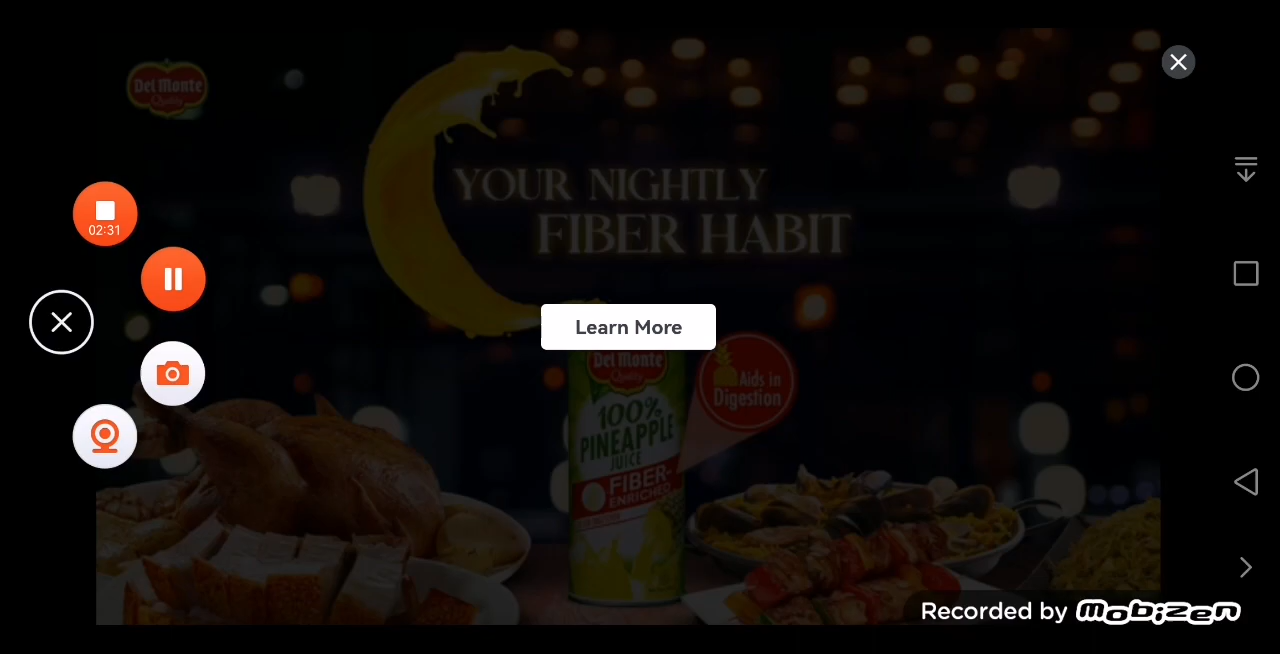 Del Monte
Quality
YOUR NIGHTLY
FIBER HABIT
02:31
Learn More
Del Monte
Quality
100%
PINEAPPLE
JUICE
FIBER-
ENRICHED
Aids in
Digestion
Recorded by mobizen